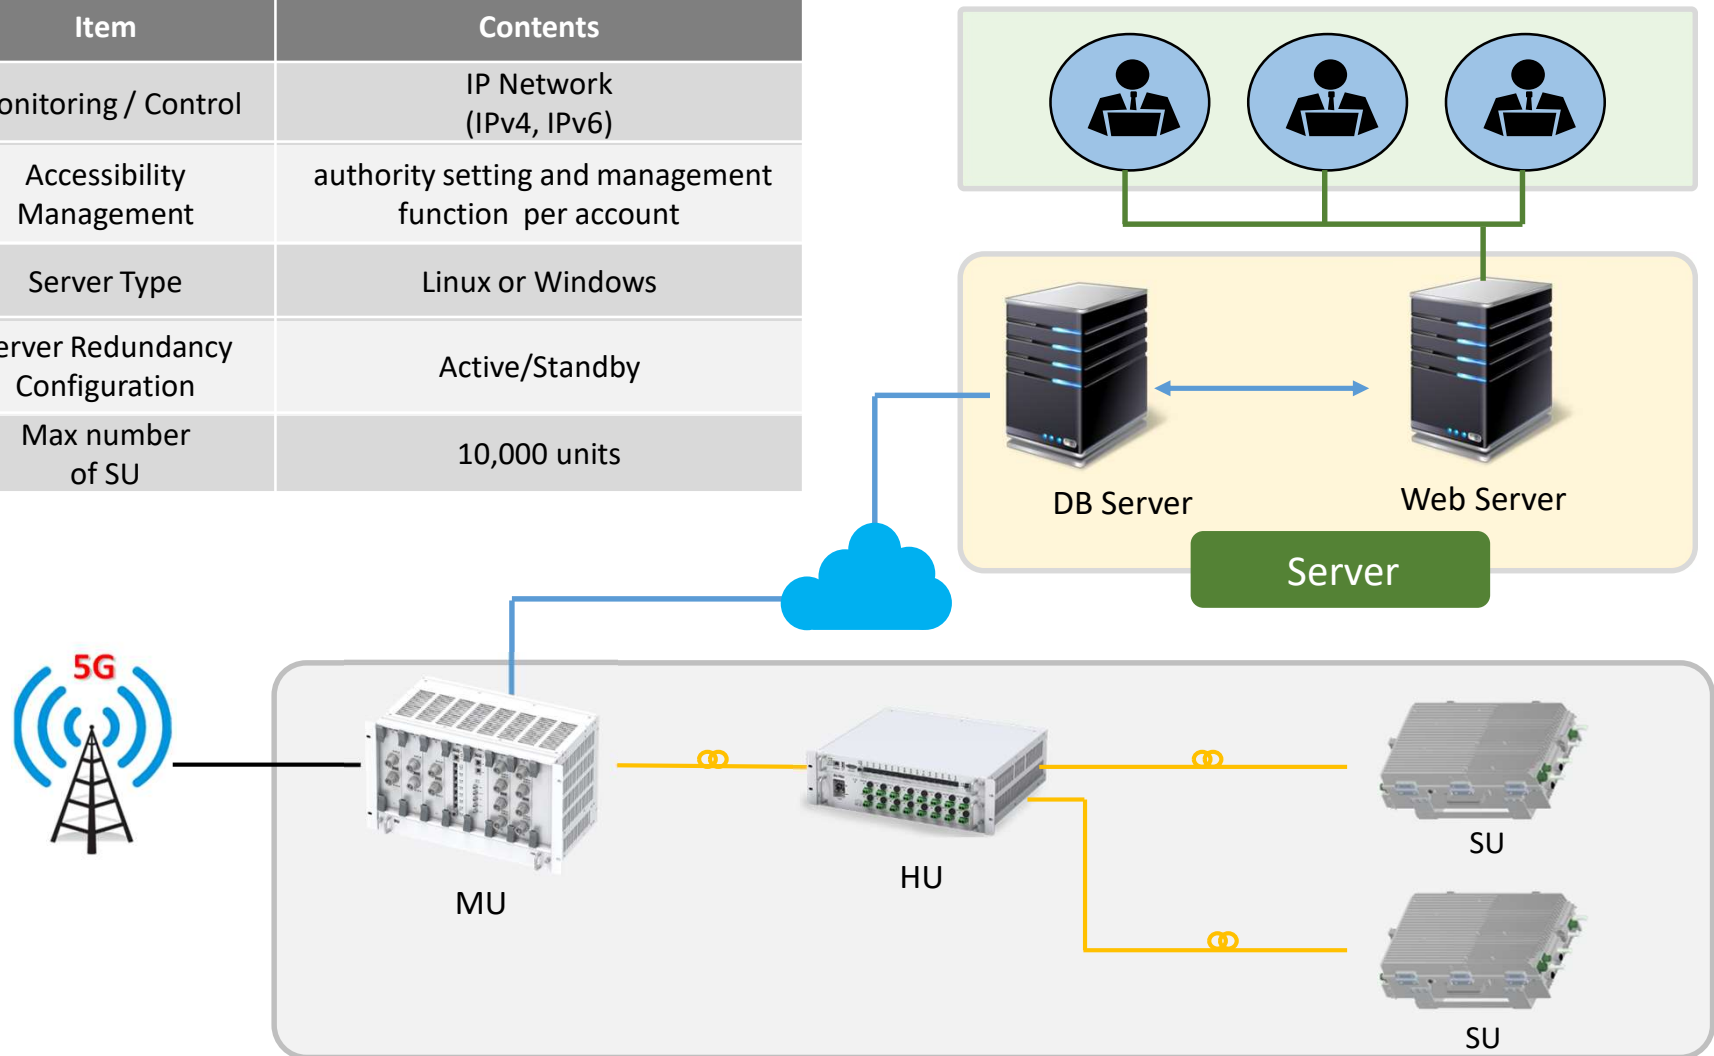 Item
Contents
onitoring / Control
IP Network
(IPv4, IPv6)
Accessibility
Management
authority setting and management
function per account
Server Type
Linux or Windows
erver Redundancy
Configuration
Active/Standby
Max number
of SU
10,000 units
DB Server
Web Server
Server
5G
MU
HU
SU
SU